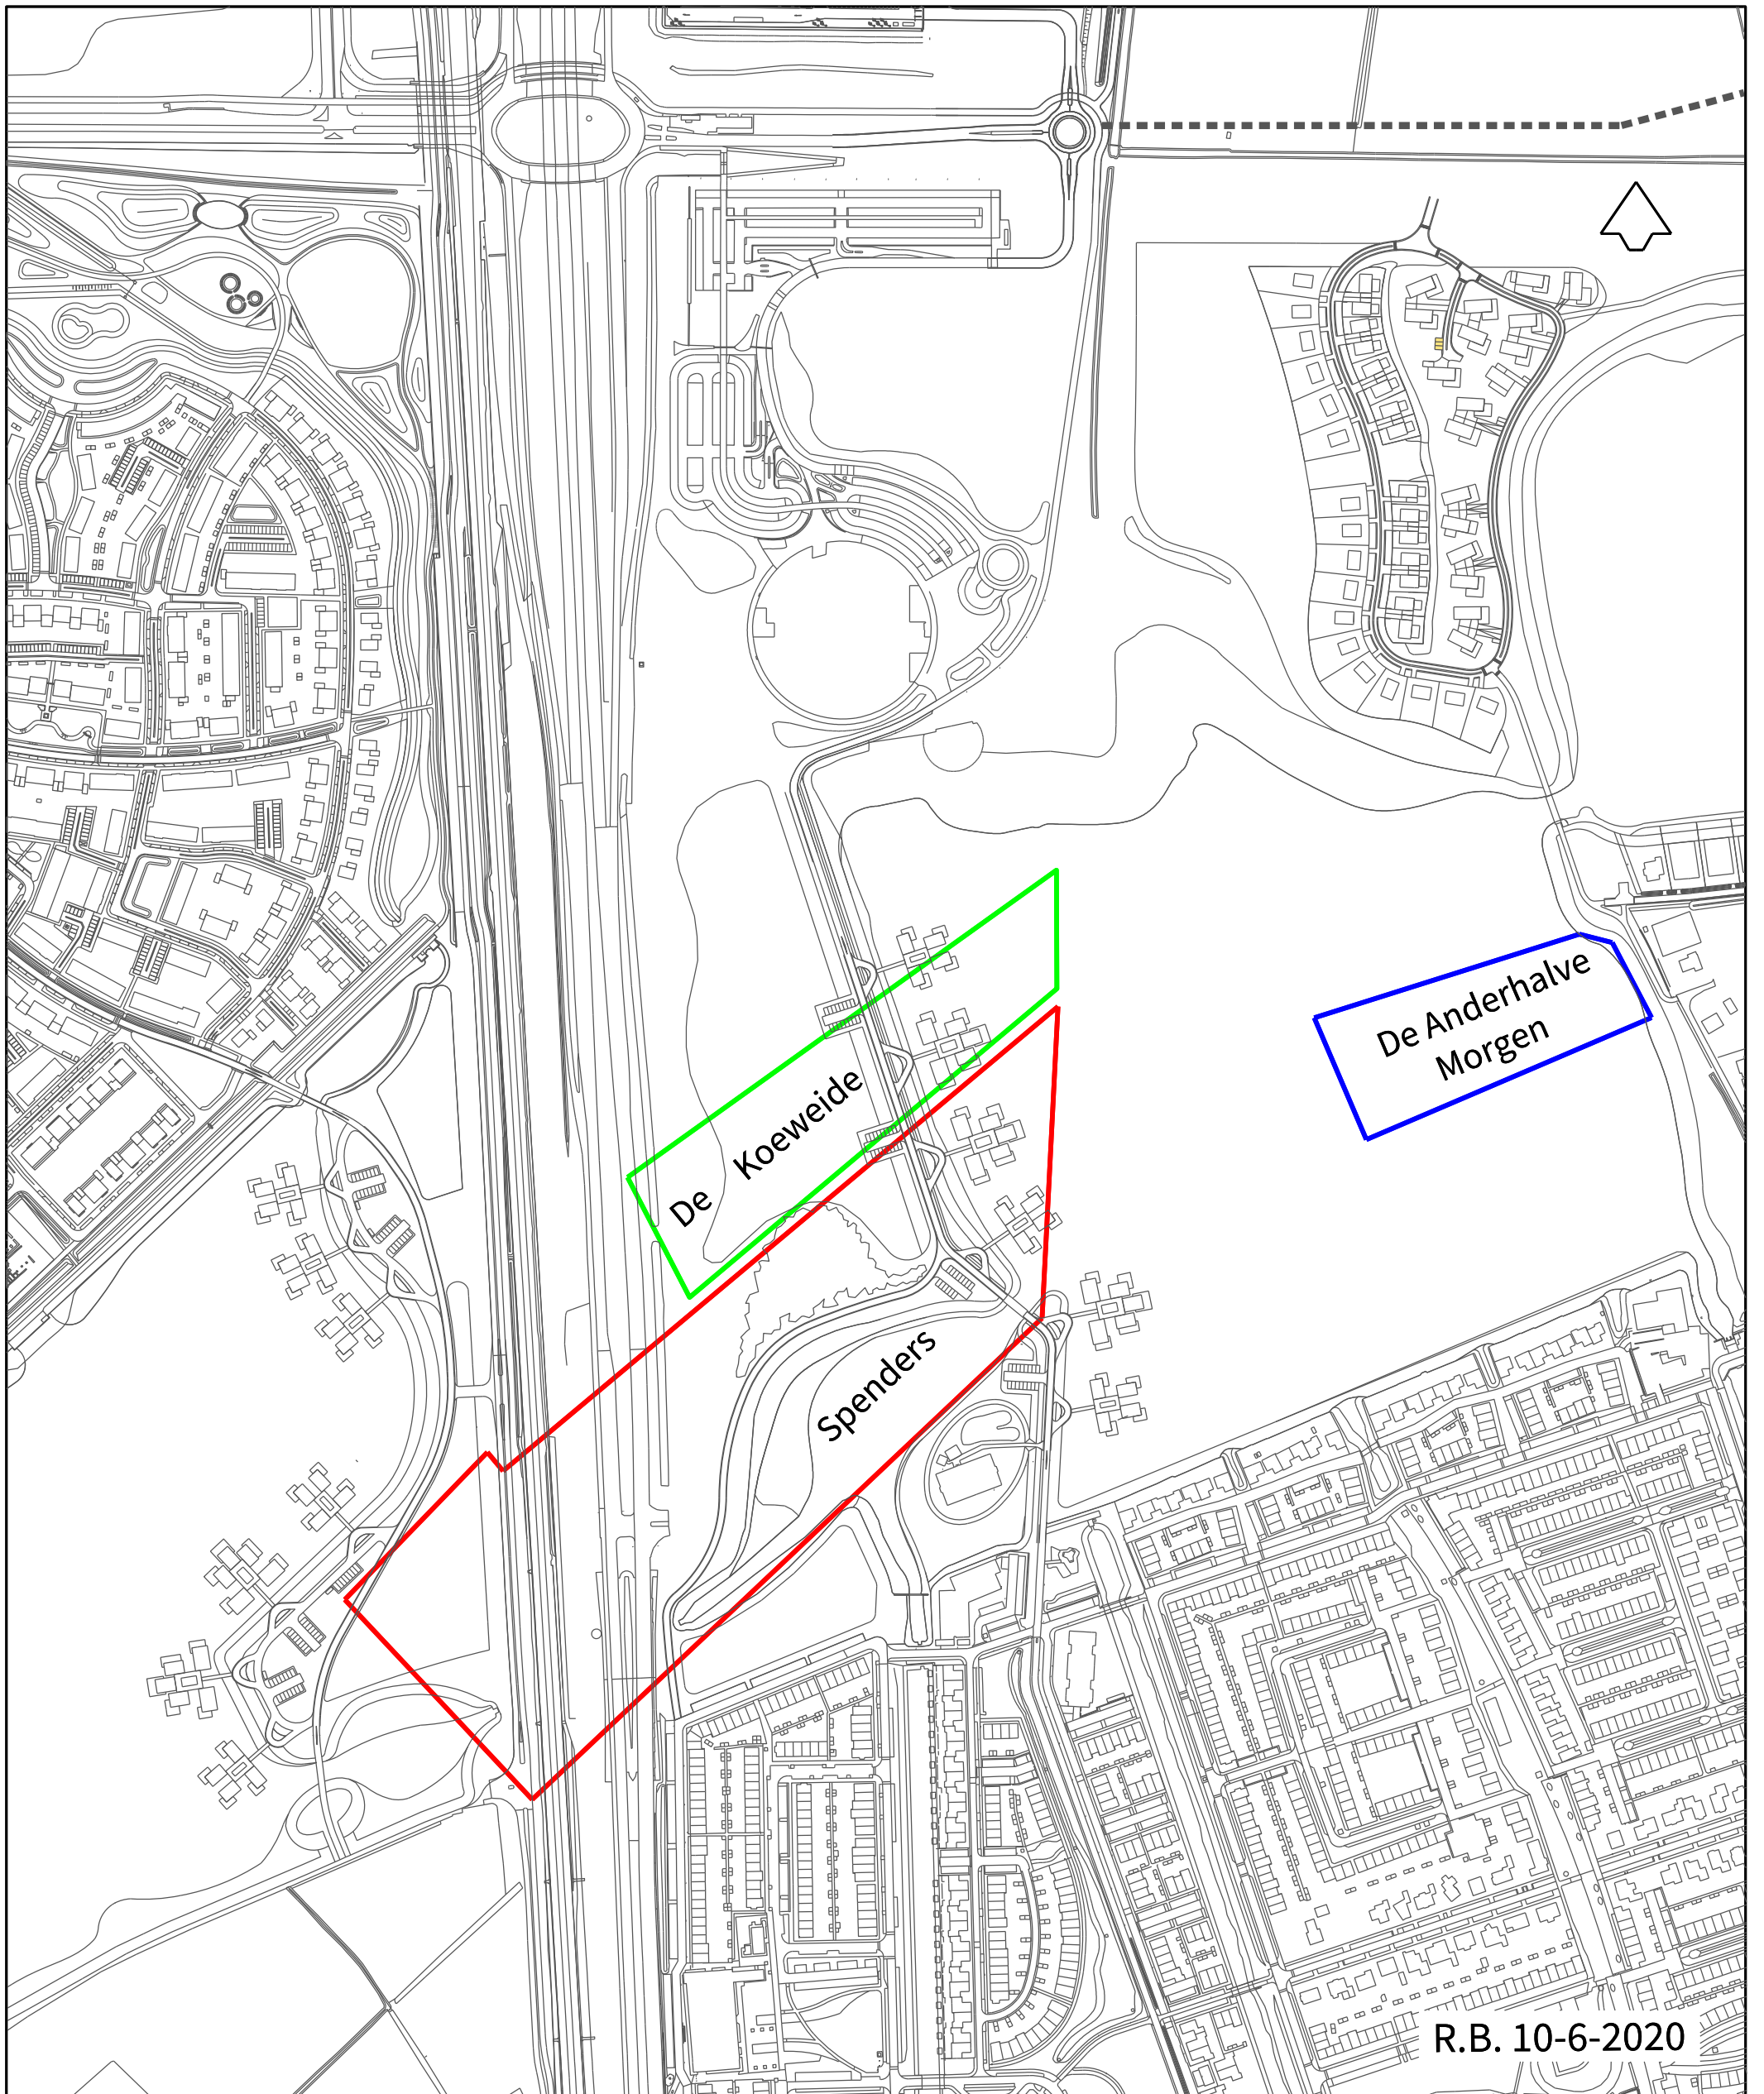 De Anderhalve
Morgen
De Koeweide
Spenders
R.B. 10-6-2020